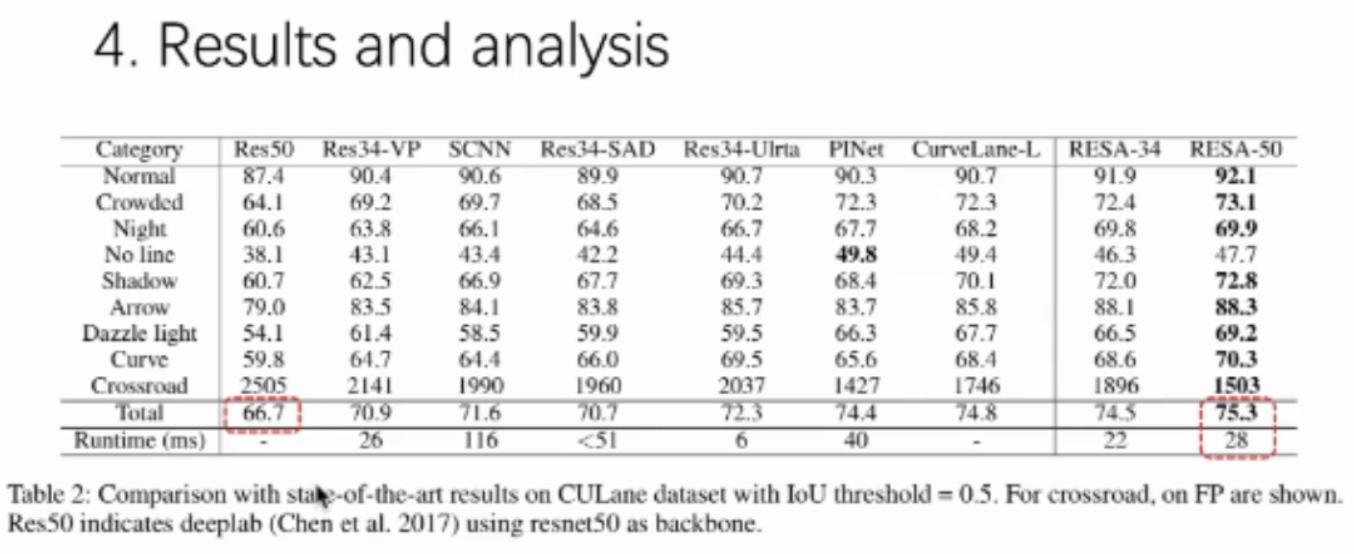 4. Results and analysis
Category Res50 Res34-VP SCNN Res34-SAD Res34-Ulrta PINet CurveLane-L RESA-34 RESA-50
Normal 87.4 90.4 90.6 89.9 90.7 90.3 90.7 91.9 92.1
Crowded 64.1 69.2 69.7 68.5 70.2 72.3 72.3 72.4 73.1
Night 60.6 63.8 66.1 64.6 66.7 67.7 68.2 69.8 69.9
No line 38.1 43.1 43.4 42.2 44.4 49.8 49.4 46.3 47.7
Shadow 60.7 62.5 66.9 67.7 69.3 68.4 70.1 72.0 72.8
Arrow 79.0 83.5 84.1 83.8 85.7 83.7 85.8 88.1 88.3
Dazzle light 54.1 61.4 58.5 59.9 59.5 66.3 67.7 66.5 69.2
Curve 59.8 64.7 64.4 66.0 69.5 65.6 68.4 68.6 70.3
Crossroad 2505 2141 1990 1960 2037 1427 1746 1896 1503
Total 66.7 70.9 71.6 70.7 72.3 74.4 74.8 74.5 75.3
Runtime (ms) - 26 116 <51 6 40 - 22 28
Table 2: Comparison with state-of-the-art results on CULane dataset with IoU threshold = 0.5. For crossroad, on FP are shown.
Res50 indicates deeplab (Chen et al. 2017) using resnet50 as backbone.